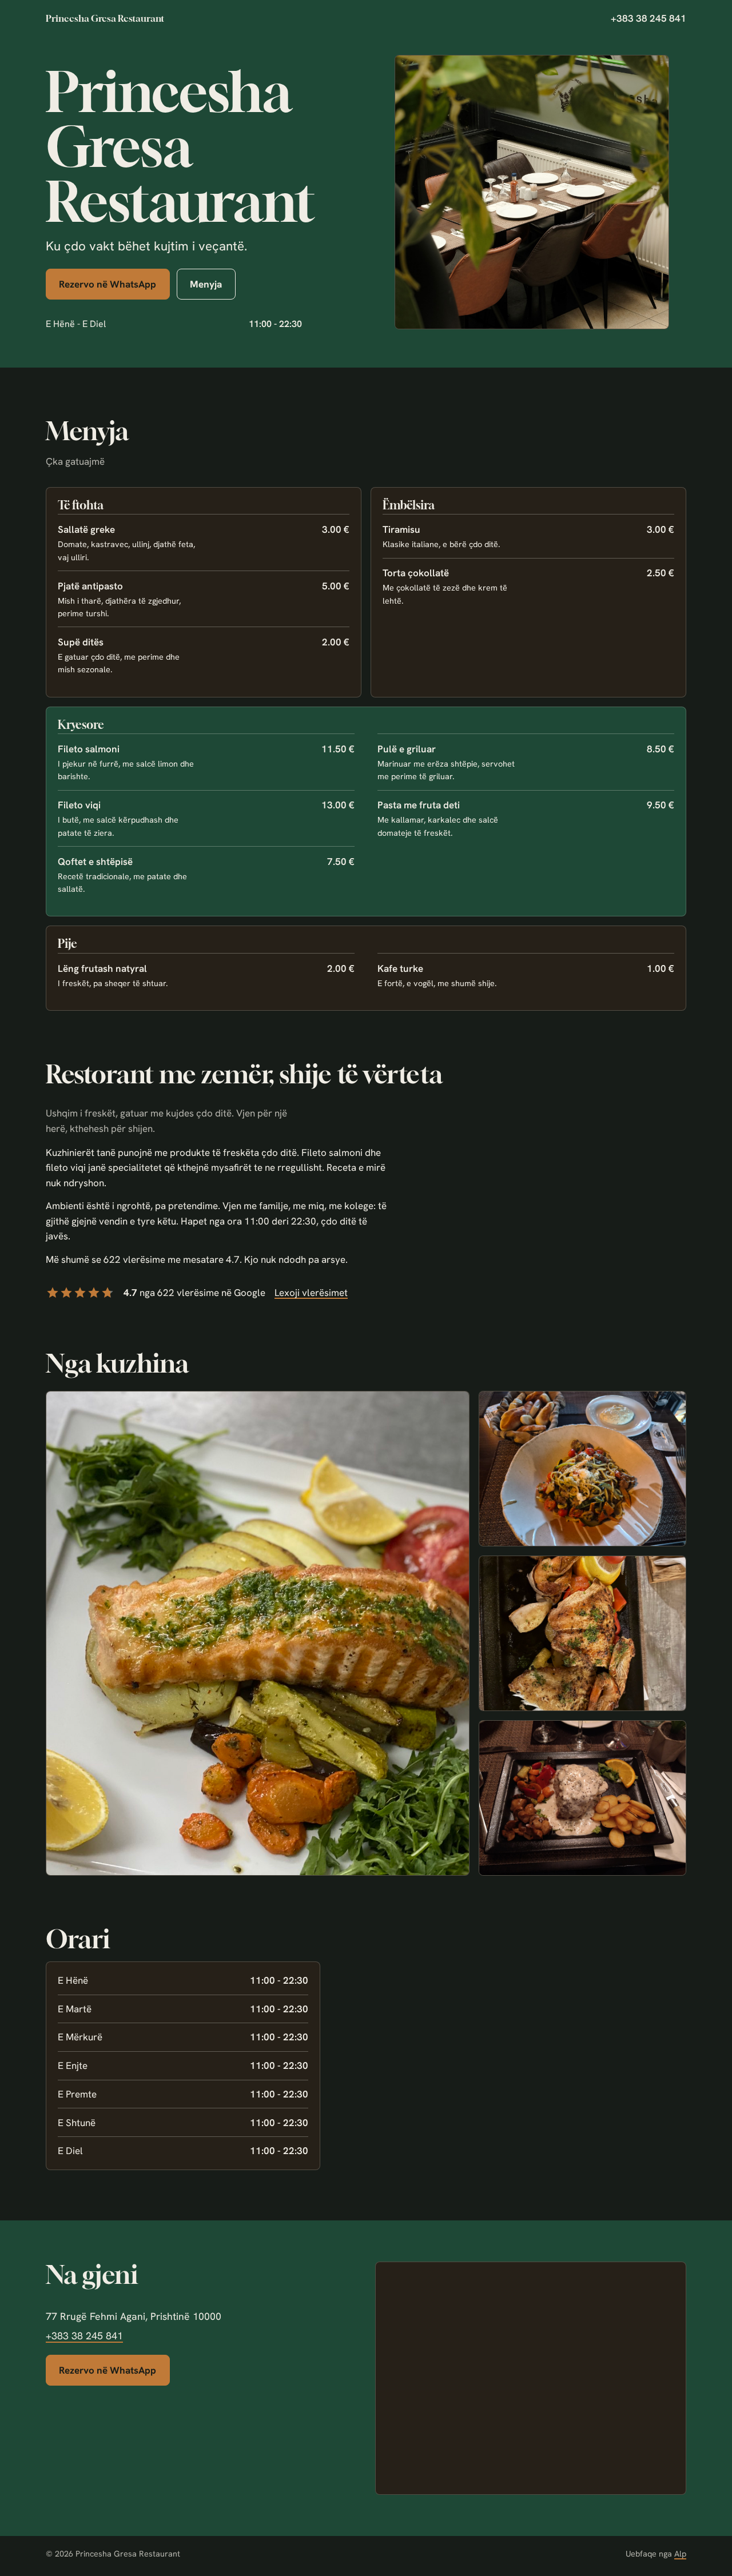 Princesha Gresa Restaurant
+383 38 245 841
Princesha
Gresa
Restaurant
Ku çdo vakt bëhet kujtim i veçantë.
Rezervo në WhatsApp
Menyja
E Hënë - E Diel 11:00 - 22:30
Menyja
Çka gatuajmë
Të ftohta
Sallatë greke 3.00 €
Domate, kastravec, ullinj, djathë feta,
vaj ulliri.
Pjatë antipasto 5.00 €
Mish i tharë, djathëra të zgjedhur,
perime turshi.
Supë ditës 2.00 €
E gatuar çdo ditë, me perime dhe
mish sezonale.
Ëmbëlsira
Tiramisu 3.00 €
Klasike italiane, e bërë çdo ditë.
Torta çokollatë 2.50 €
Me çokollatë të zezë dhe krem të
lehtë.
Kryesore
Fileto salmoni 11.50 €
I pjekur në furrë, me salcë limon dhe
barishte.
Fileto viqi 13.00 €
I butë, me salcë kërpudhash dhe
patate të ziera.
Qoftet e shtëpisë 7.50 €
Recetë tradicionale, me patate dhe
sallatë.
Pulë e griluar 8.50 €
Marinuar me erëza shtëpie, servohet
me perime të griluar.
Pasta me fruta deti 9.50 €
Me kallamar, karkalec dhe salcë
domateje të freskët.
Pije
Lëng frutash natyral 2.00 €
I freskët, pa sheqer të shtuar.
Kafe turke 1.00 €
E fortë, e vogël, me shumë shije.
Restorant me zemër, shije të vërteta
Ushqim i freskët, gatuar me kujdes çdo ditë. Vjen për një
herë, kthehesh për shijen.
Kuzhinierët tanë punojnë me produkte të freskëta çdo ditë. Fileto salmoni dhe
fileto viqi janë specialitetet që kthejnë mysafirët te ne rregullisht. Receta e mirë
nuk ndryshon.
Ambienti është i ngrohtë, pa pretendime. Vjen me familje, me miq, me kolege: të
gjithë gjejnë vendin e tyre këtu. Hapet nga ora 11:00 deri 22:30, çdo ditë të
javës.
Më shumë se 622 vlerësime me mesatare 4.7. Kjo nuk ndodh pa arsye.
4.7 nga 622 vlerësime në Google Lexoji vlerësimet
Nga kuzhina
Orari
E Hënë 11:00 - 22:30
E Martë 11:00 - 22:30
E Mërkurë 11:00 - 22:30
E Enjte 11:00 - 22:30
E Premte 11:00 - 22:30
E Shtunë 11:00 - 22:30
E Diel 11:00 - 22:30
Na gjeni
77 Rrugë Fehmi Agani, Prishtinë 10000
+383 38 245 841
Rezervo në WhatsApp
© 2026 Princesha Gresa Restaurant
Uebfaqe nga Alp